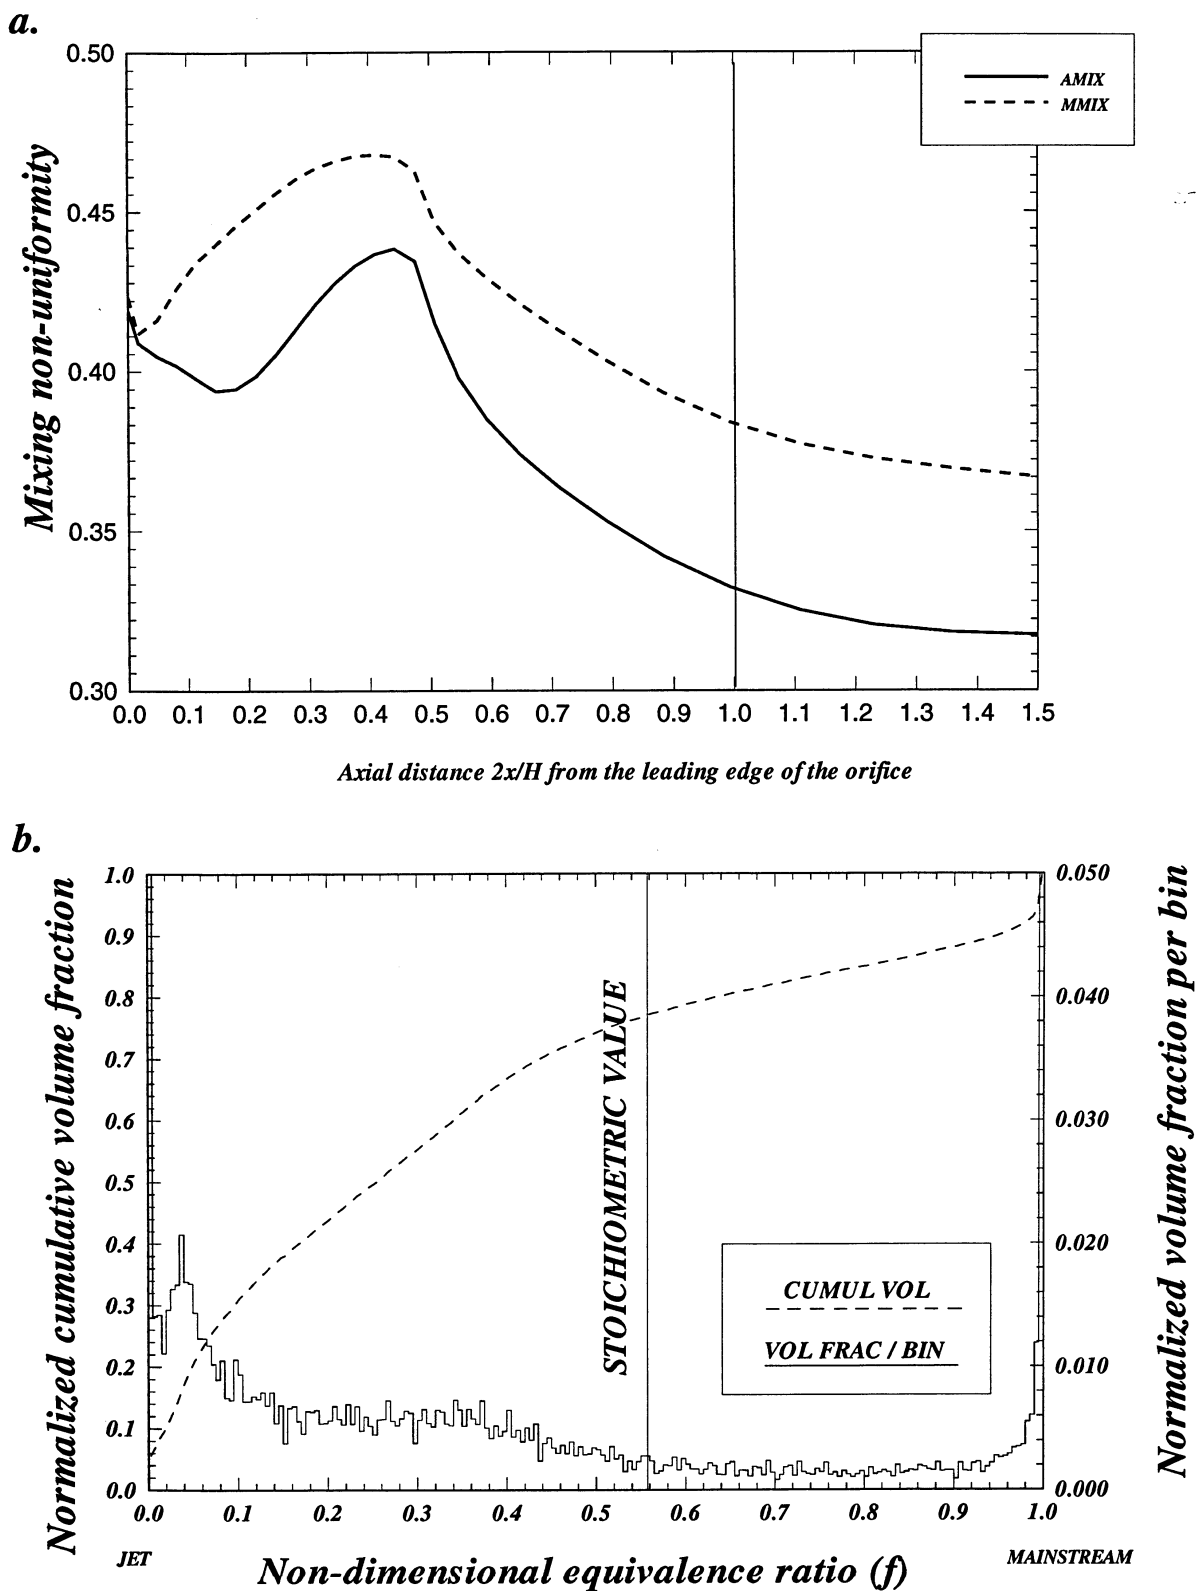 a.
AMIX
MMIX
Mixing non-uniformity
0.50
0.45
0.40
0.35
0.30
0.0 0.1 0.2 0.3 0.4 0.5 0.6 0.7 0.8 0.9 1.0 1.1 1.2 1.3 1.4 1.5
Axial distance 2x/H from the leading edge of the orifice
b.
Normalized cumulative volume fraction
1.0
0.9
0.8
0.7
0.6
0.5
0.4
0.3
0.2
0.1
0.0
STOICHIOMETRIC VALUE
CUMUL VOL
VOL FRAC / BIN
0.050
0.040
0.030
0.020
0.010
0.000
Normalized volume fraction per bin
0.0 0.1 0.2 0.3 0.4 0.5 0.6 0.7 0.8 0.9 1.0
JET
MAINSTREAM
Non-dimensional equivalence ratio (f)